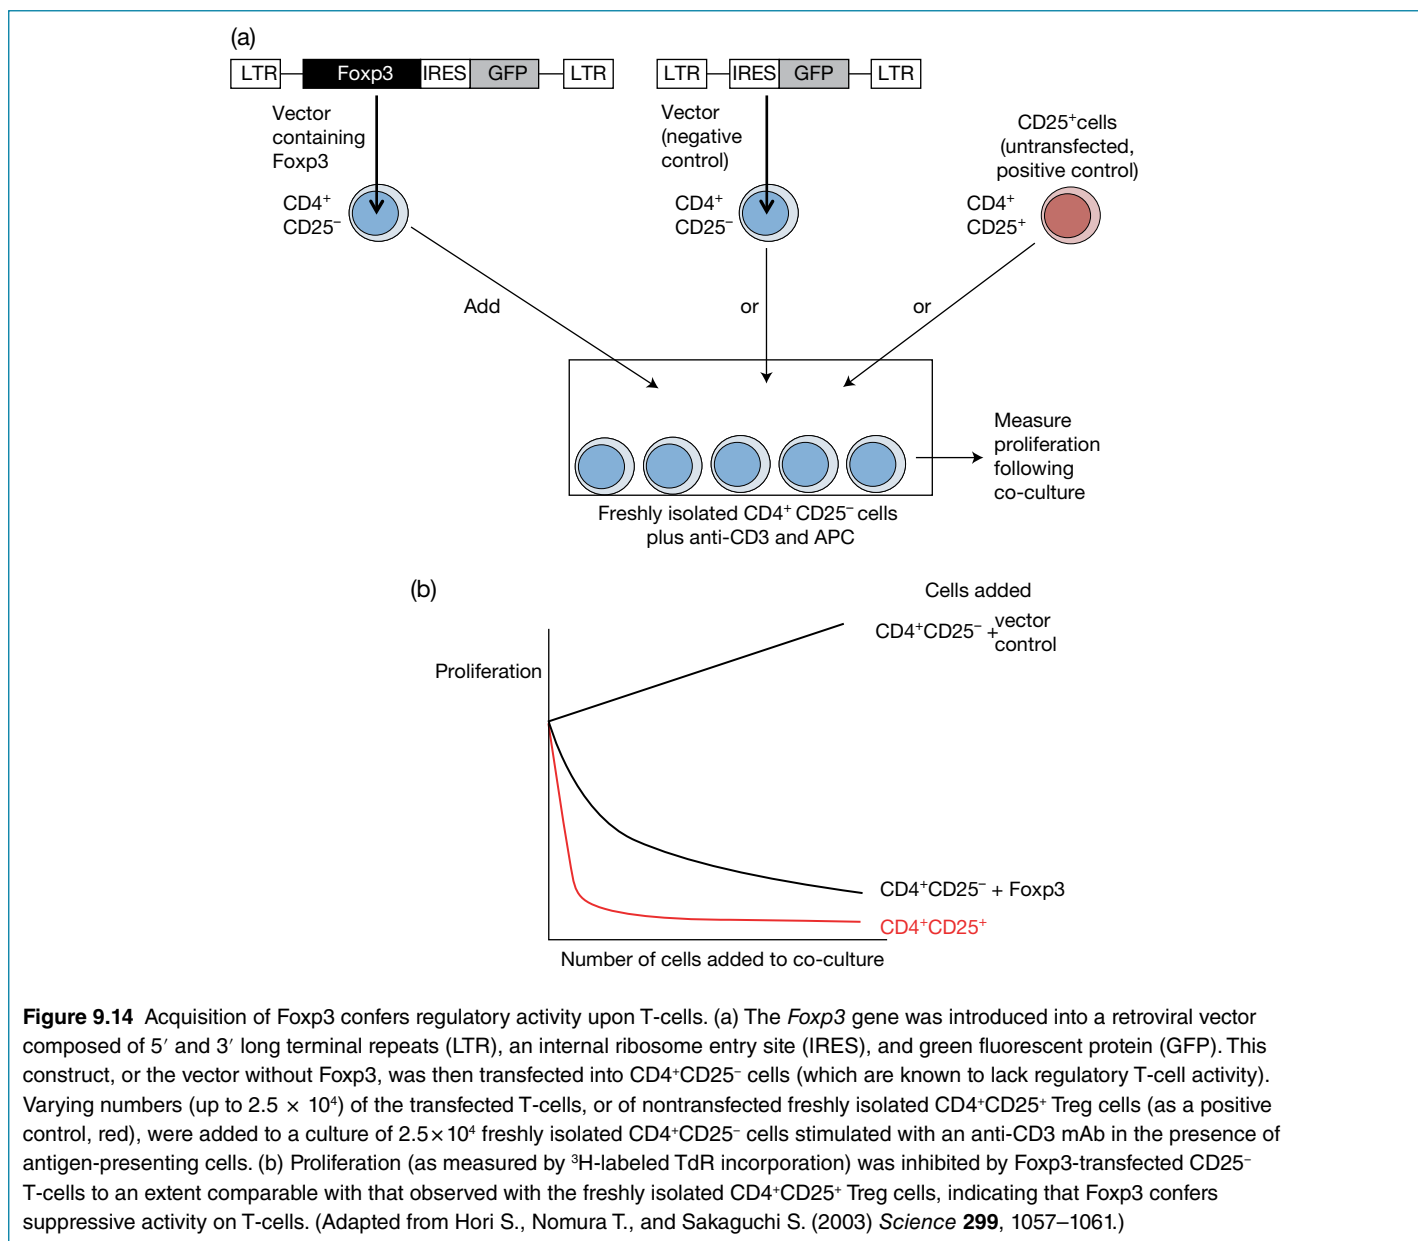 (a)
LTR Foxp3 IRES GFP LTR
LTR IRES GFP LTR
Vector
containing
Foxp3
Vector
(negative
control)
CD25⁺cells
(untransfected,
positive control)
CD4⁺
CD25⁻
CD4⁺
CD25⁻
CD4⁺
CD25⁺
Add
or
or
Measure
proliferation
following
co-culture
Freshly isolated CD4⁺ CD25⁻ cells
plus anti-CD3 and APC
(b)
Cells added
CD4⁺CD25⁻ + vector
control
Proliferation
CD4⁺CD25⁻ + Foxp3
CD4⁺CD25⁺
Number of cells added to co-culture
Figure 9.14 Acquisition of Foxp3 confers regulatory activity upon T-cells. (a) The Foxp3 gene was introduced into a retroviral vector
composed of 5′ and 3′ long terminal repeats (LTR), an internal ribosome entry site (IRES), and green fluorescent protein (GFP). This
construct, or the vector without Foxp3, was then transfected into CD4⁺CD25⁻ cells (which are known to lack regulatory T-cell activity).
Varying numbers (up to 2.5 × 10⁴) of the transfected T-cells, or of nontransfected freshly isolated CD4⁺CD25⁺ Treg cells (as a positive
control, red), were added to a culture of 2.5×10⁴ freshly isolated CD4⁺CD25⁻ cells stimulated with an anti-CD3 mAb in the presence of
antigen-presenting cells. (b) Proliferation (as measured by ³H-labeled TdR incorporation) was inhibited by Foxp3-transfected CD25⁻
T-cells to an extent comparable with that observed with the freshly isolated CD4⁺CD25⁺ Treg cells, indicating that Foxp3 confers
suppressive activity on T-cells. (Adapted from Hori S., Nomura T., and Sakaguchi S. (2003) Science 299, 1057–1061.)